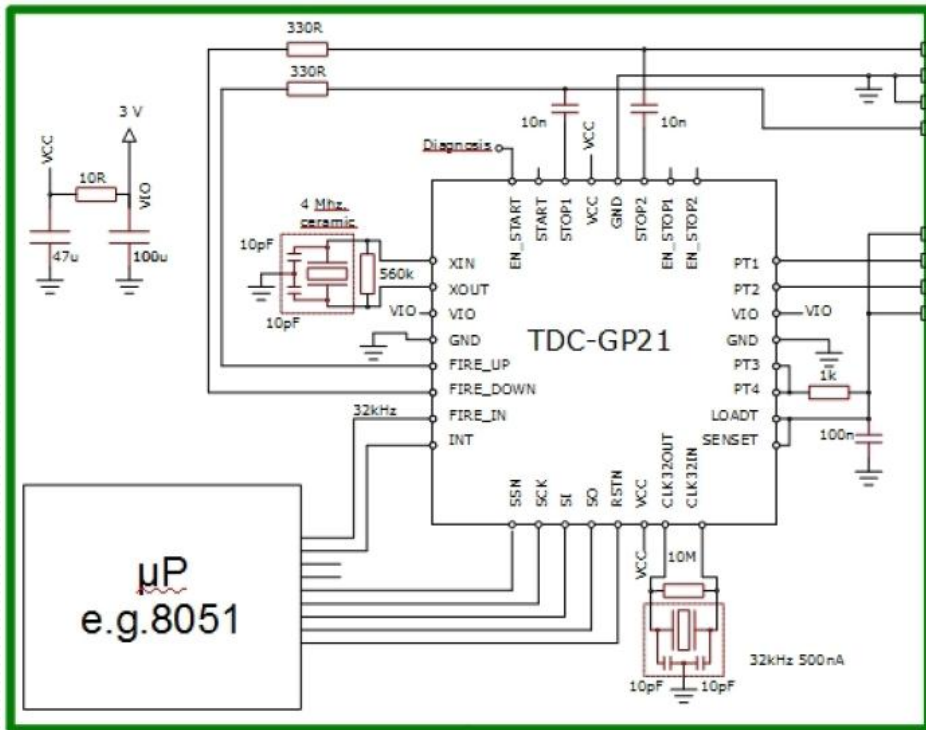 330R
330R
3 V
VCC
10R
VIO
47u
100u
10n
10n
VCC
Diagnosis
4 Mhz,
ceramic
10pF
560k
10pF
EN_START
START
STOP1
VCC
GND
STOP2
EN_STOP1
EN_STOP2
XIN
XOUT
VIO
VIO
GND
FIRE_UP
FIRE_DOWN
FIRE_IN
INT
32kHz
TDC-GP21
PT1
PT2
VIO
VIO
GND
PT3
PT4
LOADT
SENSET
1k
100n
SSN
SCK
SI
SO
RSTN
VCC
CLK32OUT
CLK32IN
VCC
10M
µP
e.g.8051
32kHz 500nA
10pF
10pF